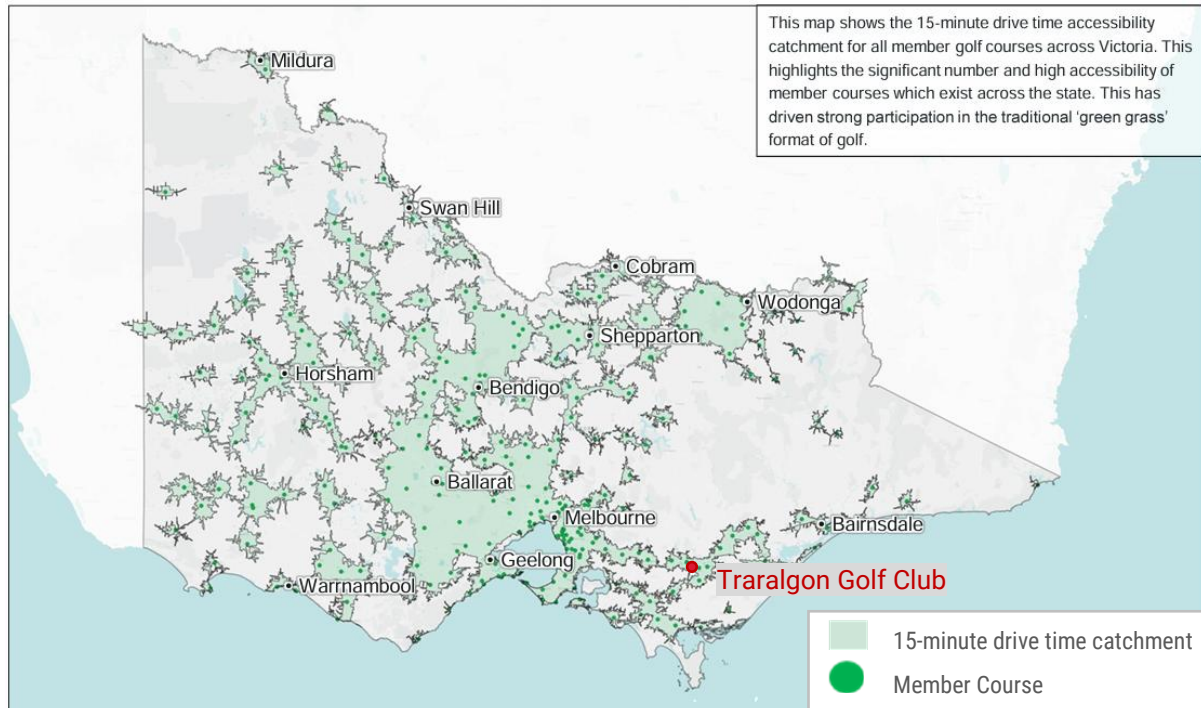 This map shows the 15-minute drive time accessibility
catchment for all member golf courses across Victoria. This
highlights the significant number and high accessibility of
member courses which exist across the state. This has
driven strong participation in the traditional ‘green grass’
format of golf.
Mildura
Swan Hill
Cobram
Wodonga
Shepparton
Horsham
Bendigo
Ballarat
Melbourne
Bairnsdale
Geelong
Traralgon Golf Club
Warrnambool
15-minute drive time catchment
Member Course